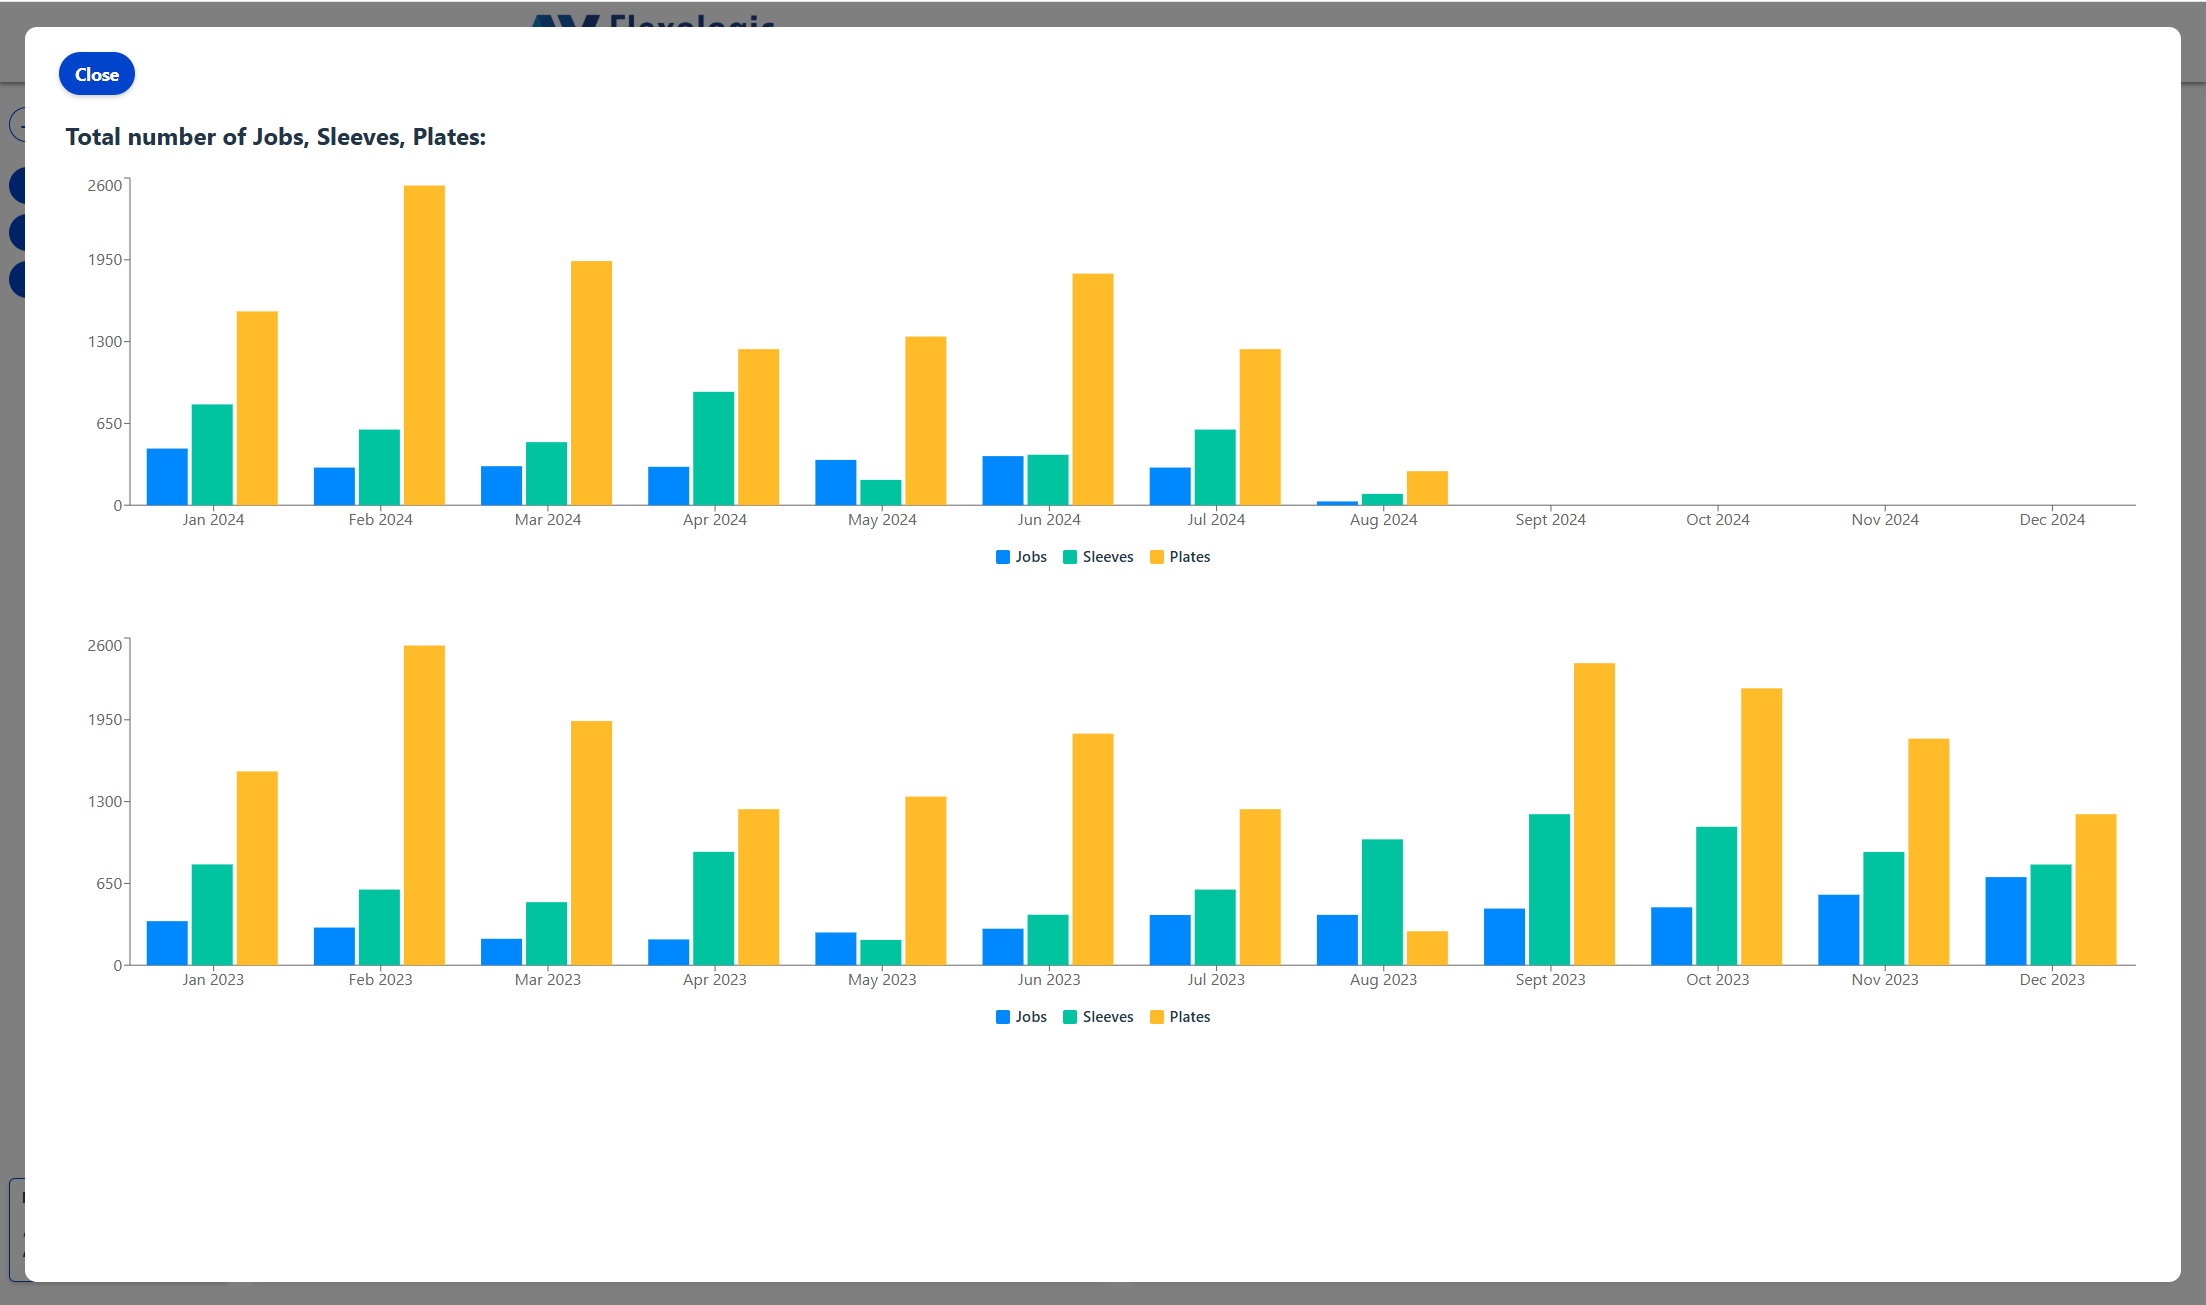 Flexologic
Close
Total number of Jobs, Sleeves, Plates:
2600
1950
1300
650
0
Jan 2024 Feb 2024 Mar 2024 Apr 2024 May 2024 Jun 2024 Jul 2024 Aug 2024 Sept 2024 Oct 2024 Nov 2024 Dec 2024
Jobs Sleeves Plates
2600
1950
1300
650
0
Jan 2023 Feb 2023 Mar 2023 Apr 2023 May 2023 Jun 2023 Jul 2023 Aug 2023 Sept 2023 Oct 2023 Nov 2023 Dec 2023
Jobs Sleeves Plates